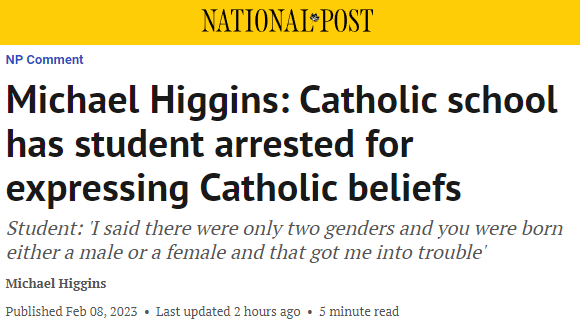 NATIONAL POST
NP Comment
Michael Higgins: Catholic school
has student arrested for
expressing Catholic beliefs
Student: 'I said there were only two genders and you were born
either a male or a female and that got me into trouble'
Michael Higgins
Published Feb 08, 2023 • Last updated 2 hours ago • 5 minute read